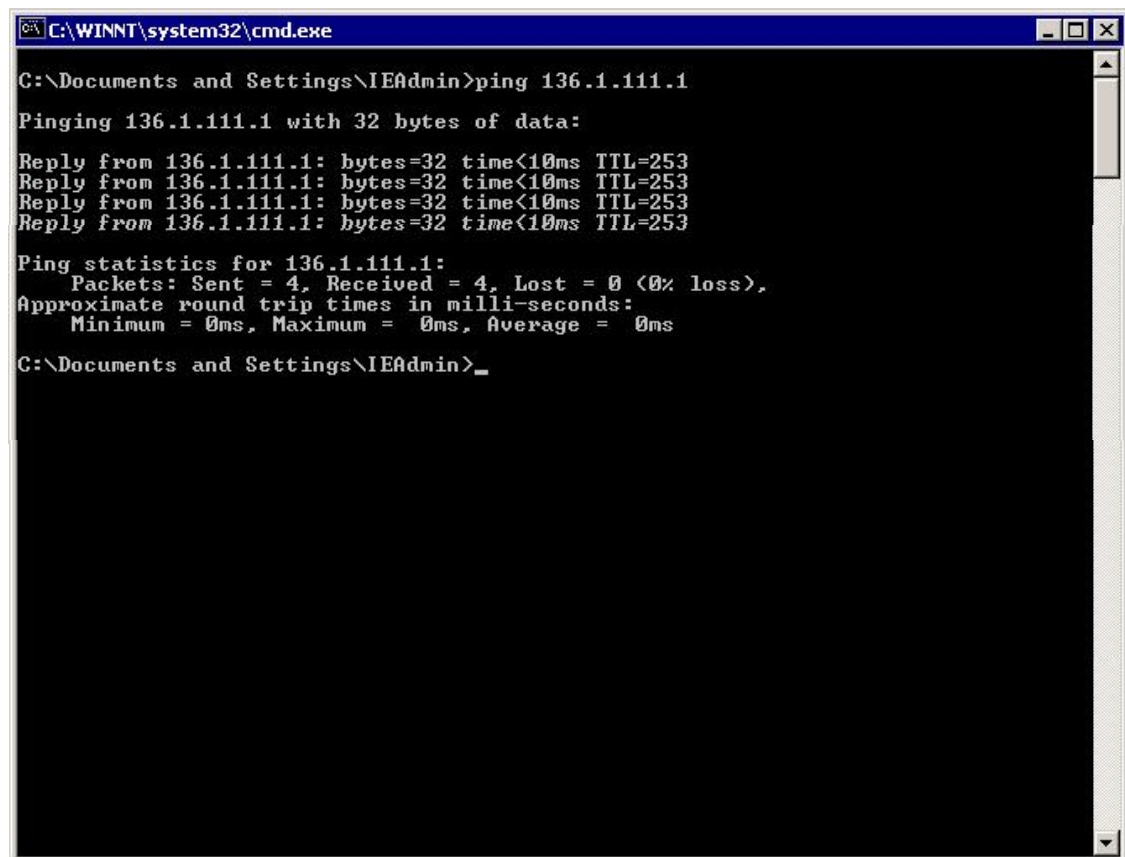 C:\WINNT\system32\cmd.exe
C:\Documents and Settings\IEAdmin>ping 136.1.111.1
Pinging 136.1.111.1 with 32 bytes of data:
Reply from 136.1.111.1: bytes=32 time<10ms TTL=253
Reply from 136.1.111.1: bytes=32 time<10ms TTL=253
Reply from 136.1.111.1: bytes=32 time<10ms TTL=253
Reply from 136.1.111.1: bytes=32 time<10ms TTL=253
Ping statistics for 136.1.111.1:
    Packets: Sent = 4, Received = 4, Lost = 0 (0% loss),
Approximate round trip times in milli-seconds:
    Minimum = 0ms, Maximum =  0ms, Average =  0ms
C:\Documents and Settings\IEAdmin>_